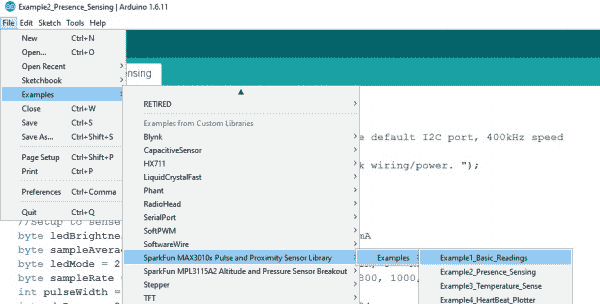 Example2_Presence_Sensing | Arduino 1.6.11
File Edit Sketch Tools Help
New Ctrl+N
Open... Ctrl+O
Open Recent
Sketchbook
Examples
Close Ctrl+W
Save Ctrl+S
Save As... Ctrl+Shift+S
Page Setup Ctrl+Shift+P
Print Ctrl+P
Preferences Ctrl+Comma
Quit Ctrl+Q
RETIRED
Examples from Custom Libraries
Blynk
CapacitiveSensor
HX711
LiquidCrystalFast
Phant
RadioHead
SerialPort
SoftPWM
SoftwareWire
SparkFun MAX3010x Pulse and Proximity Sensor Library
SparkFun MPL3115A2 Altitude and Pressure Sensor Breakout
Stepper
TFT
Examples
Example1_Basic_Readings
Example2_Presence_Sensing
Example3_Temperature_Sense
Example4_HeartBeat_Plotter
ensing
default I2C port, 400kHz speed
wiring/power. ");
//Setup to sense
byte ledBrightne
byte sampleAvera
byte ledMode = 2
byte sampleRate 00, 1000,
int pulseWidth =